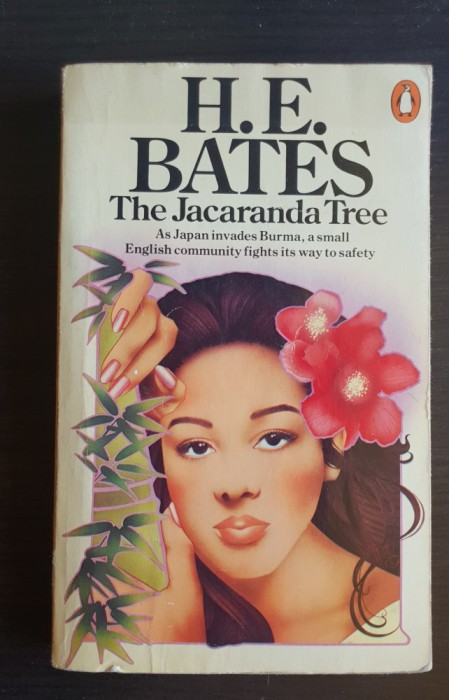 H.E.
BATES
The Jacaranda Tree
As Japan invades Burma, a small
English community fights its way to safety